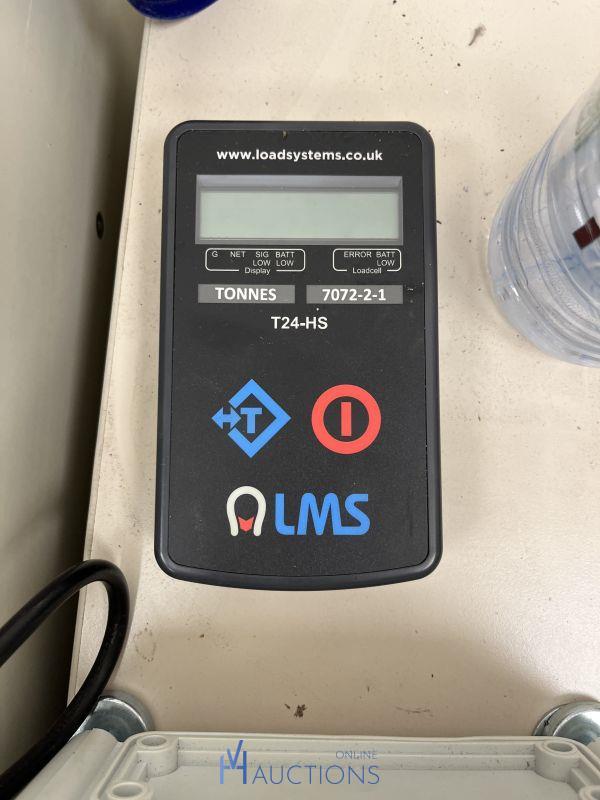 www.loadsystems.co.uk
G NET SIG LOW BATT LOW
Display
ERROR BATT LOW
Loadcell
TONNES 7072-2-1
T24-HS
T
LMS
VH ONLINE
AUCTIONS